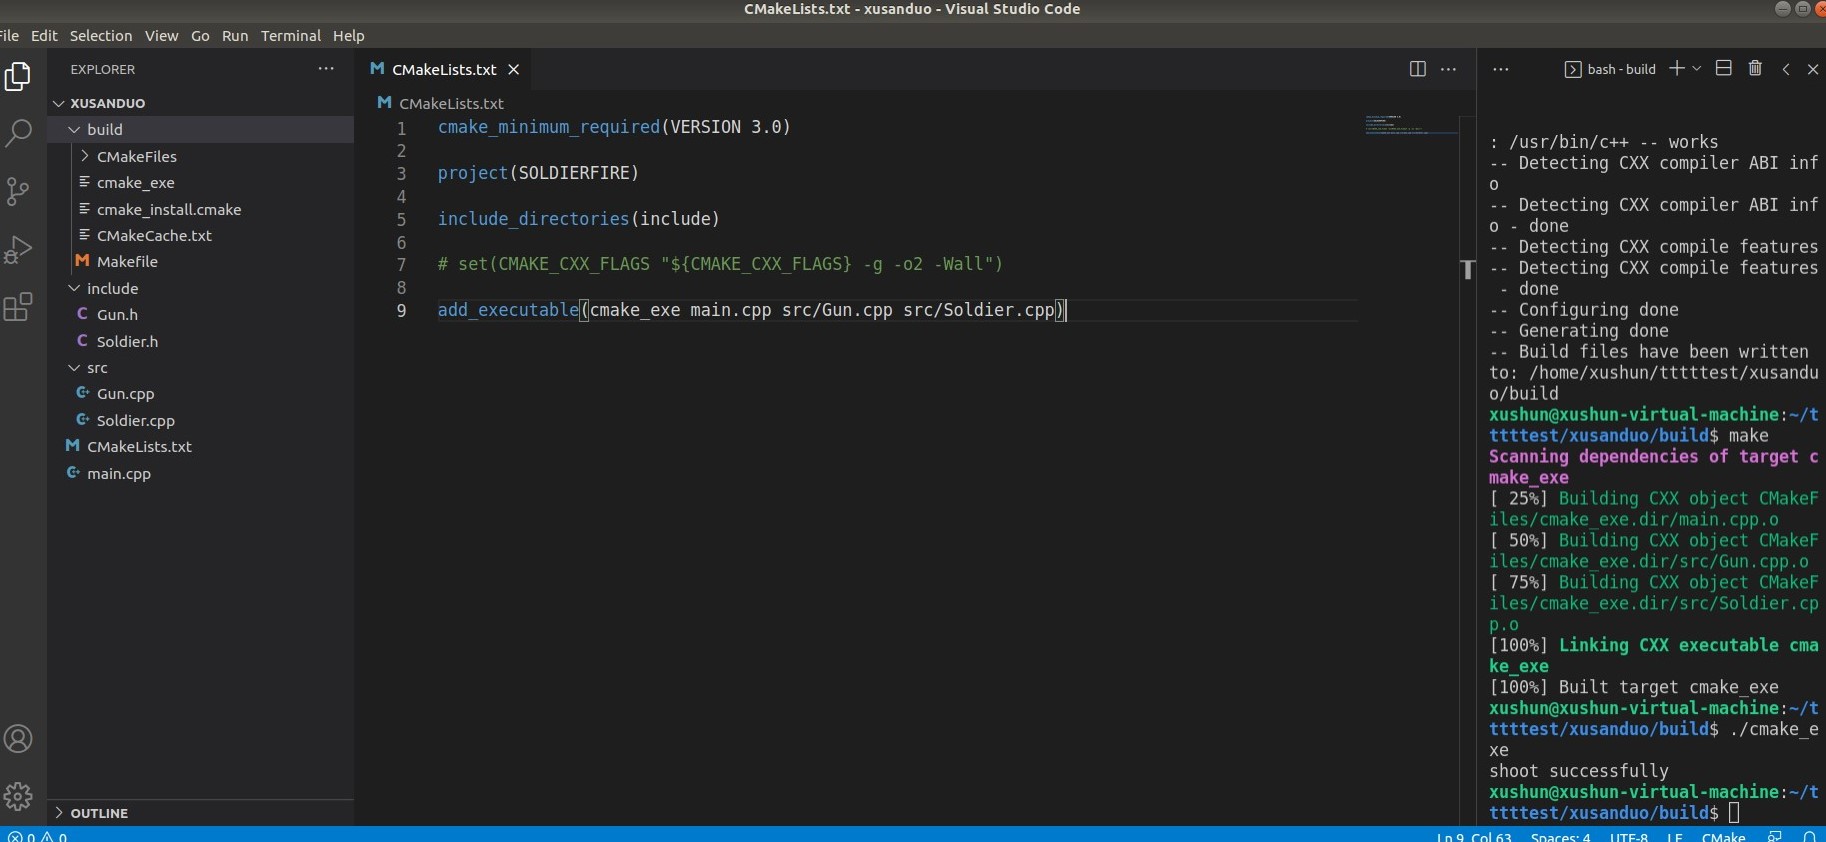 CMakeLists.txt - xusanduo - Visual Studio Code
File Edit Selection View Go Run Terminal Help
EXPLORER
XUSANDUO
build
CMakeFiles
cmake_exe
cmake_install.cmake
CMakeCache.txt
Makefile
include
Gun.h
Soldier.h
src
Gun.cpp
Soldier.cpp
CMakeLists.txt
main.cpp
OUTLINE
CMakeLists.txt
CMakeLists.txt
1 cmake_minimum_required(VERSION 3.0)
2
3 project(SOLDIERFIRE)
4
5 include_directories(include)
6
7 # set(CMAKE_CXX_FLAGS "${CMAKE_CXX_FLAGS} -g -o2 -Wall")
8
9 add_executable(cmake_exe main.cpp src/Gun.cpp src/Soldier.cpp)
bash - build
: /usr/bin/c++ -- works
-- Detecting CXX compiler ABI inf
o
-- Detecting CXX compiler ABI inf
o - done
-- Detecting CXX compile features
-- Detecting CXX compile features
- done
-- Configuring done
-- Generating done
-- Build files have been written
to: /home/xushun/tttttest/xusandu
o/build
xushun@xushun-virtual-machine:~/t
ttttest/xusanduo/build$ make
Scanning dependencies of target c
make_exe
[ 25%] Building CXX object CMakeF
iles/cmake_exe.dir/main.cpp.o
[ 50%] Building CXX object CMakeF
iles/cmake_exe.dir/src/Gun.cpp.o
[ 75%] Building CXX object CMakeF
iles/cmake_exe.dir/src/Soldier.cp
p.o
[100%] Linking CXX executable cma
ke_exe
[100%] Built target cmake_exe
xushun@xushun-virtual-machine:~/t
ttttest/xusanduo/build$ ./cmake_e
xe
shoot successfully
xushun@xushun-virtual-machine:~/t
ttttest/xusanduo/build$
0 0
Ln 9, Col 63 Spaces: 4 UTF-8 LF CMake